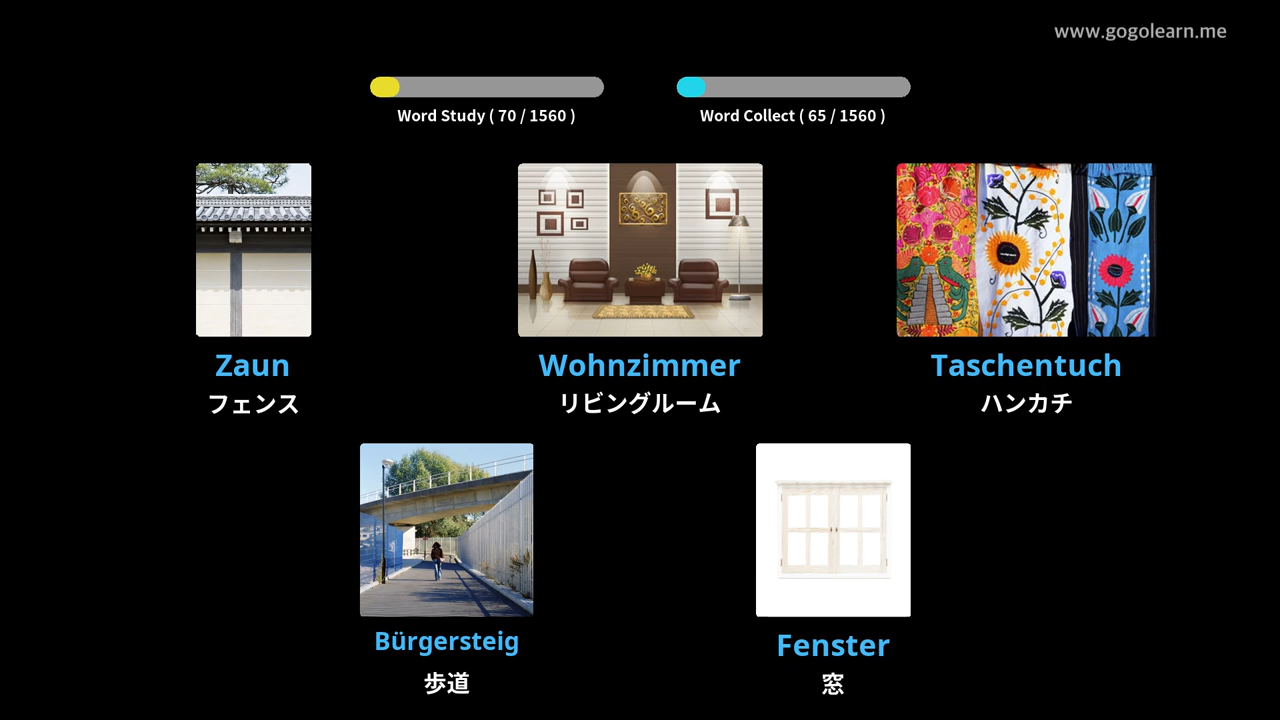 www.gogolearn.me
Word Study ( 70 / 1560 )
Word Collect ( 65 / 1560 )
Zaun
フェンス
Wohnzimmer
リビングルーム
Taschentuch
ハンカチ
Bürgersteig
歩道
Fenster
窓